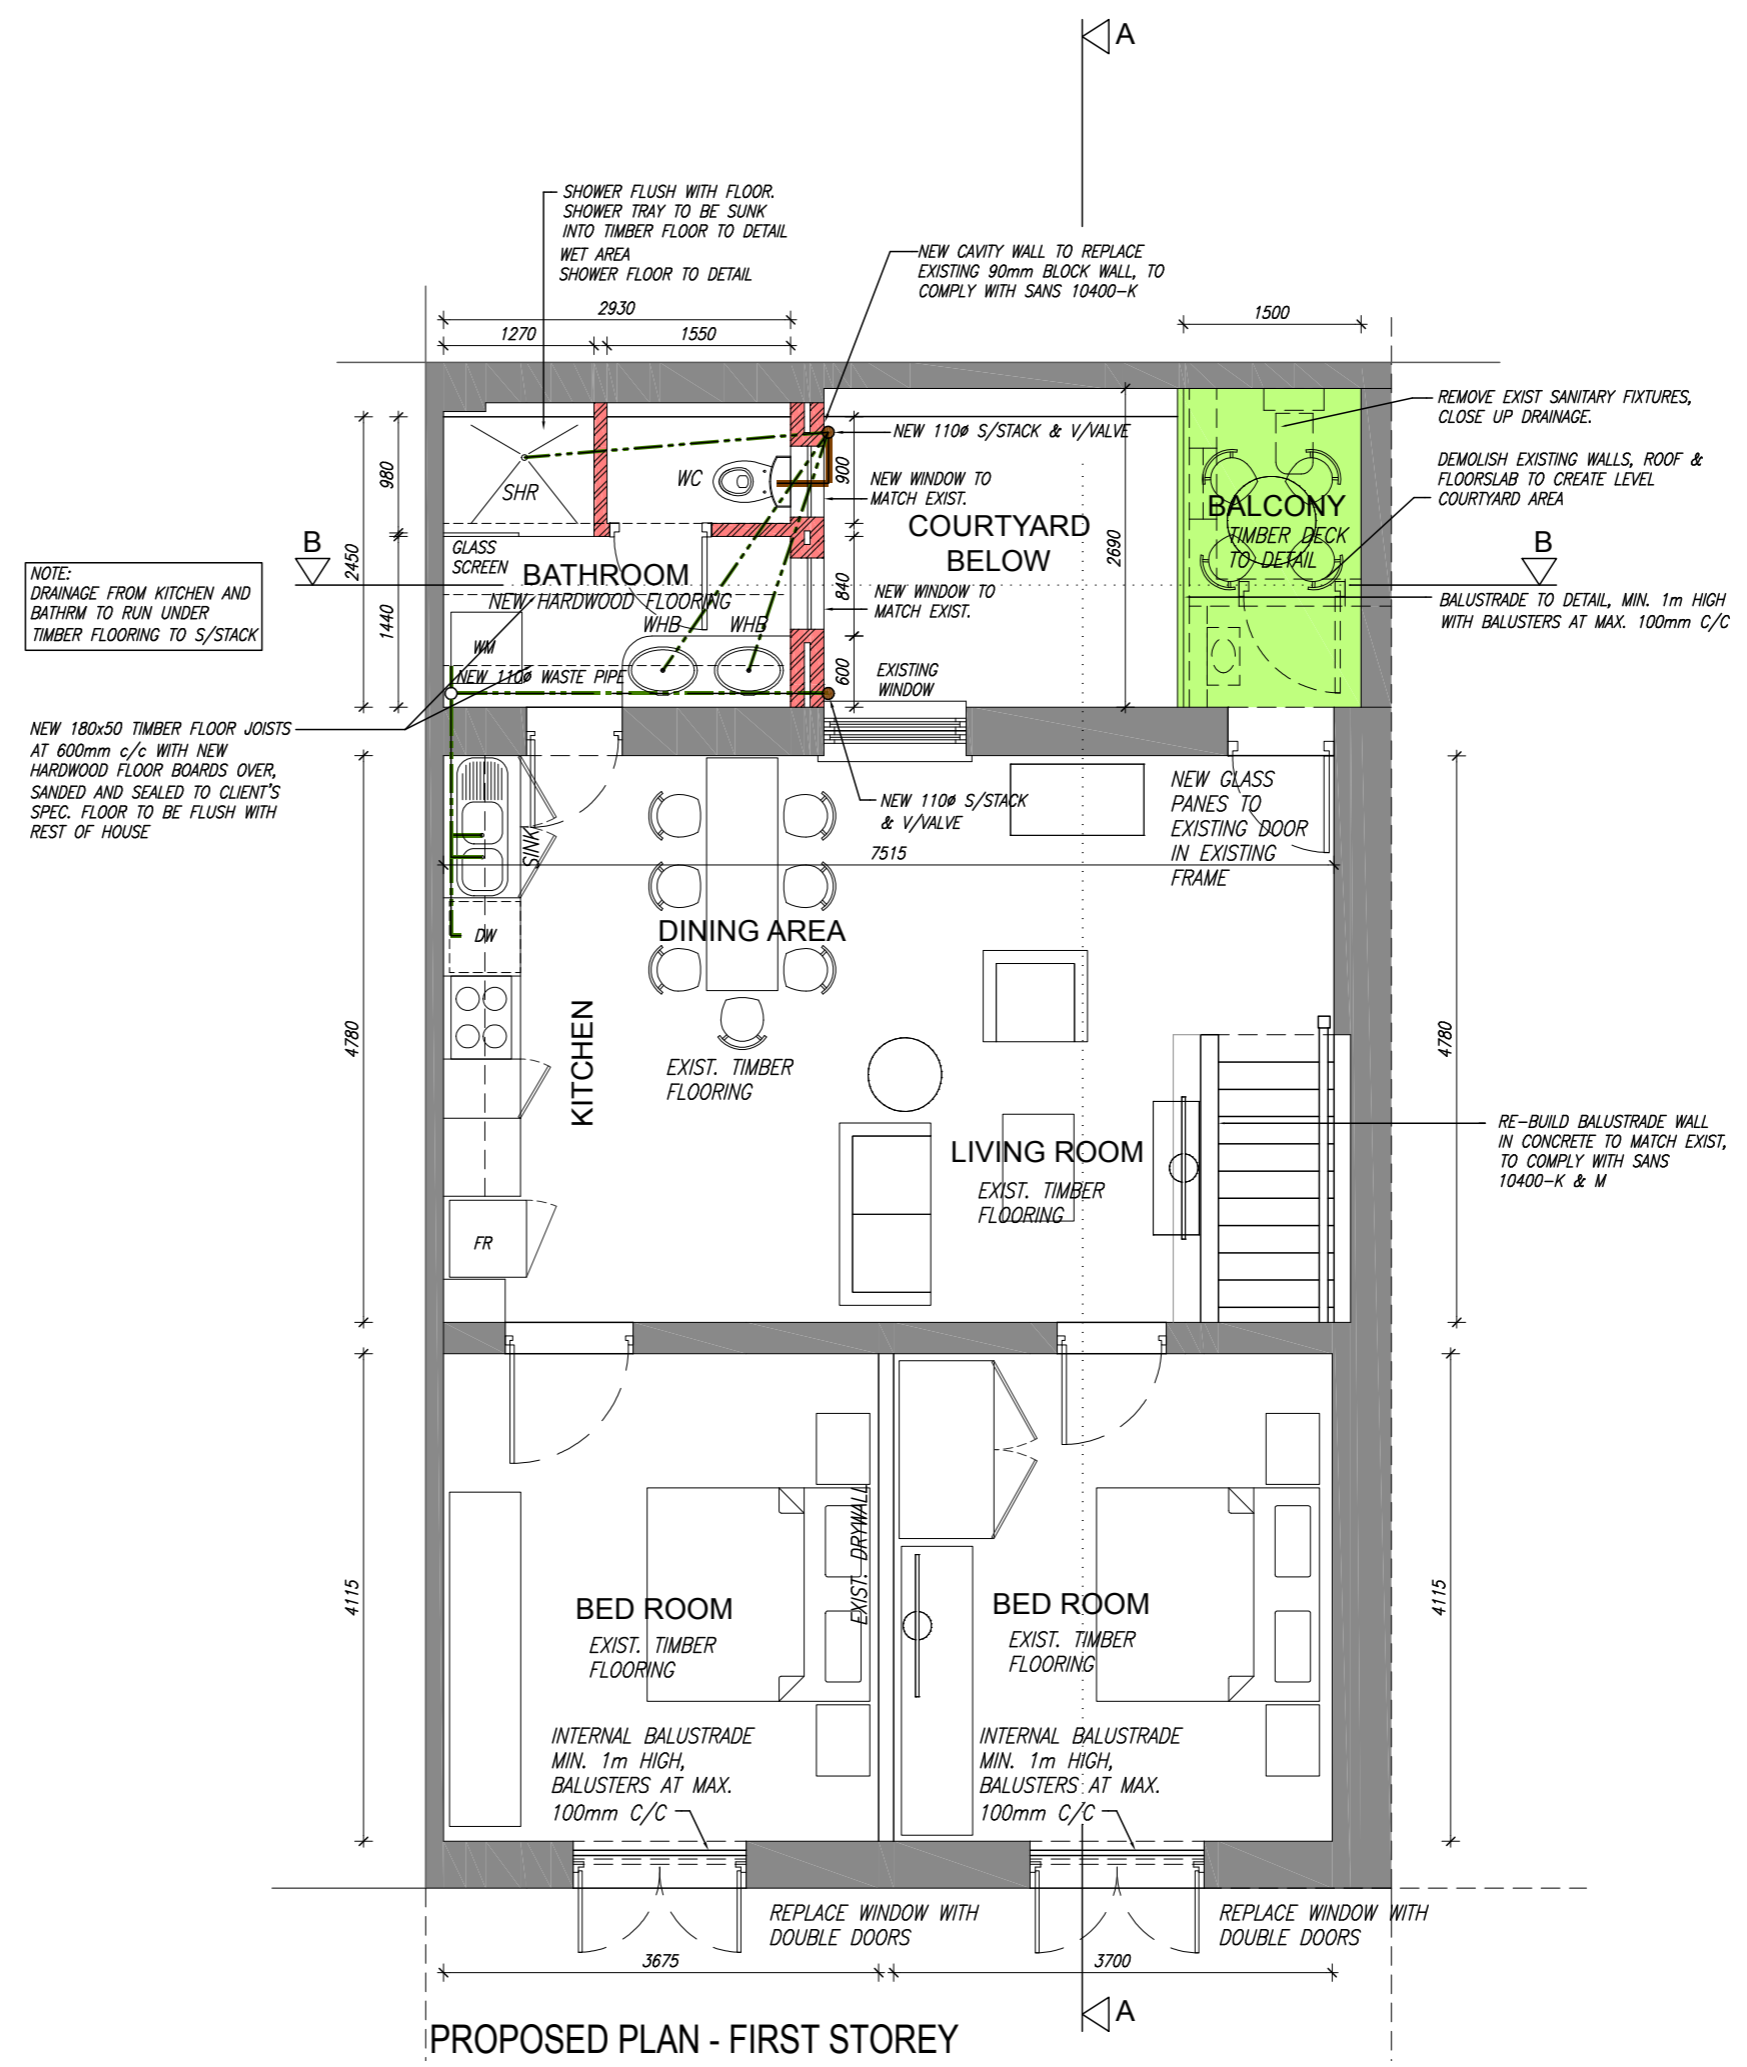 A
SHOWER FLUSH WITH FLOOR.
SHOWER TRAY TO BE SUNK
INTO TIMBER FLOOR TO DETAIL
WET AREA
SHOWER FLOOR TO DETAIL
NEW CAVITY WALL TO REPLACE
EXISTING 90mm BLOCK WALL, TO
COMPLY WITH SANS 10400-K
2930
1270
1550
1500
REMOVE EXIST SANITARY FIXTURES,
CLOSE UP DRAINAGE.
DEMOLISH EXISTING WALLS, ROOF &
FLOORSLAB TO CREATE LEVEL
COURTYARD AREA
NEW 110ø S/STACK & V/VALVE
980
2450
1440
900
840
600
2690
SHR
WC
NEW WINDOW TO
MATCH EXIST.
COURTYARD
BELOW
BALCONY
TIMBER DECK
TO DETAIL
B
B
GLASS
SCREEN
BATHROOM
NEW HARDWOOD FLOORING
NEW WINDOW TO
MATCH EXIST.
WHB
WHB
WM
NOTE:
DRAINAGE FROM KITCHEN AND
BATHRM TO RUN UNDER
TIMBER FLOORING TO S/STACK
BALUSTRADE TO DETAIL, MIN. 1m HIGH
WITH BALUSTERS AT MAX. 100mm C/C
NEW 110ø WASTE PIPE
EXISTING
WINDOW
NEW 180x50 TIMBER FLOOR JOISTS
AT 600mm c/c WITH NEW
HARDWOOD FLOOR BOARDS OVER,
SANDED AND SEALED TO CLIENT'S
SPEC. FLOOR TO BE FLUSH WITH
REST OF HOUSE
NEW 110ø S/STACK
& V/VALVE
NEW GLASS
PANES TO
EXISTING DOOR
IN EXISTING
FRAME
SINK
7515
DW
DINING AREA
KITCHEN
4780
4780
EXIST. TIMBER
FLOORING
LIVING ROOM
EXIST. TIMBER
FLOORING
RE-BUILD BALUSTRADE WALL
IN CONCRETE TO MATCH EXIST,
TO COMPLY WITH SANS
10400-K & M
FR
4115
4115
EXIST. DRYWALL
BED ROOM
EXIST. TIMBER
FLOORING
BED ROOM
EXIST. TIMBER
FLOORING
INTERNAL BALUSTRADE
MIN. 1m HIGH,
BALUSTERS AT MAX.
100mm C/C
INTERNAL BALUSTRADE
MIN. 1m HIGH,
BALUSTERS AT MAX.
100mm C/C
REPLACE WINDOW WITH
DOUBLE DOORS
REPLACE WINDOW WITH
DOUBLE DOORS
3675
3700
A
PROPOSED PLAN - FIRST STOREY